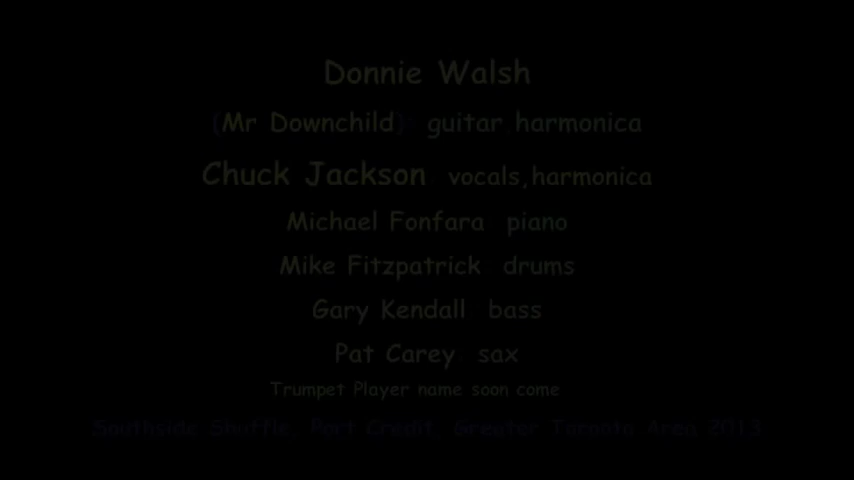 Donnie Walsh
(Mr Downchild) guitar,harmonica
Chuck Jackson vocals,harmonica
Michael Fonfara piano
Mike Fitzpatrick drums
Gary Kendall bass
Pat Carey sax
Trumpet Player name soon come
Southside Shuffle, Port Credit, Greater Toronto Area 2013